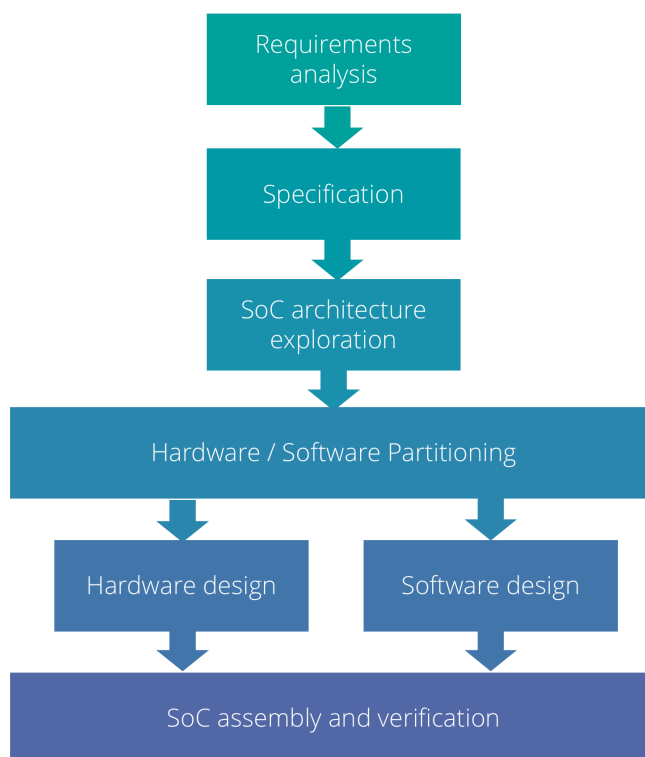 Requirements
analysis
Specification
SoC architecture
exploration
Hardware / Software Partitioning
Hardware design
Software design
SoC assembly and verification